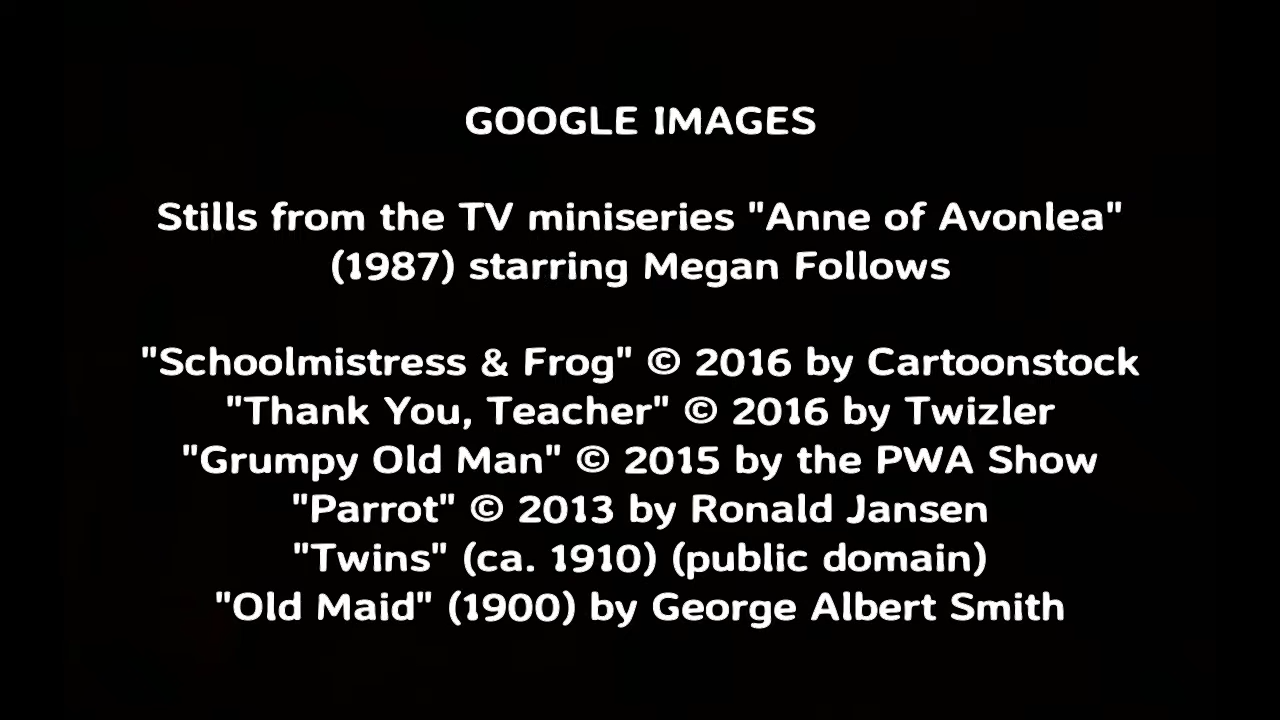 GOOGLE IMAGES
Stills from the TV miniseries "Anne of Avonlea"
(1987) starring Megan Follows
"Schoolmistress & Frog" © 2016 by Cartoonstock
"Thank You, Teacher" © 2016 by Twizler
"Grumpy Old Man" © 2015 by the PWA Show
"Parrot" © 2013 by Ronald Jansen
"Twins" (ca. 1910) (public domain)
"Old Maid" (1900) by George Albert Smith